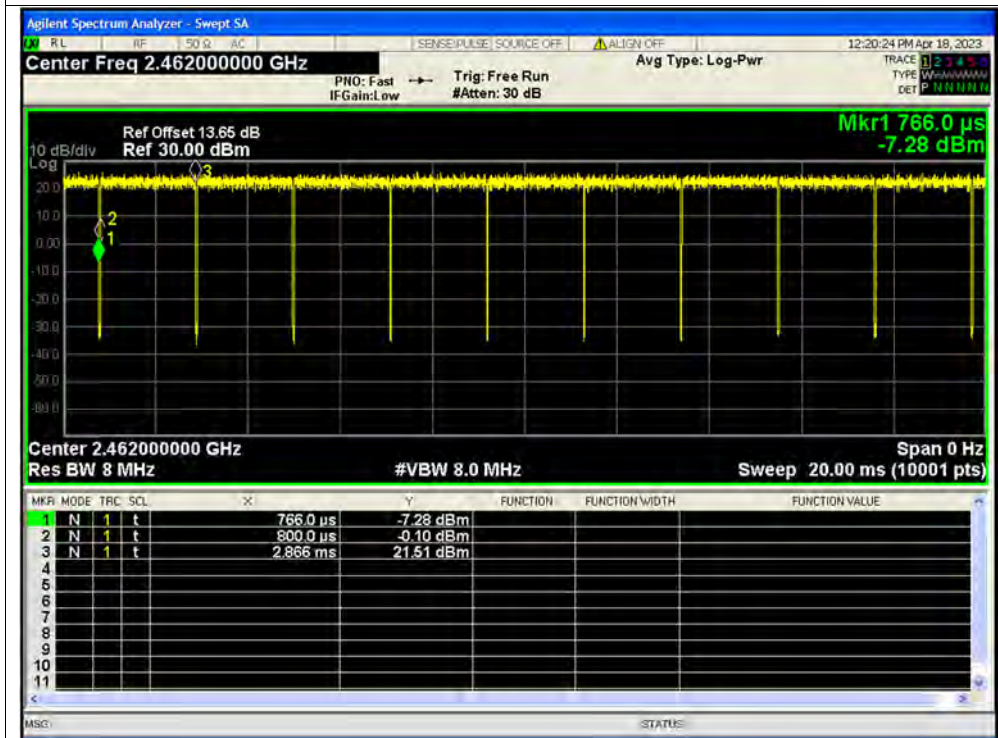 Agilent Spectrum Analyzer - Swept SA
RL RF 50 Ω AC SENSE:PULSE SOURCE OFF ALIGN OFF 12:20:24 PM Apr 18, 2023
Center Freq 2.462000000 GHz Avg Type: Log-Pwr TRACE 1 2 3 4 5 6
PNO: Fast Trig: Free Run TYPE W
IFGain:Low #Atten: 30 dB DET P N N N N N
Mkr1 766.0 µs
Ref Offset 13.65 dB
10 dB/div Ref 30.00 dBm -7.28 dBm
Log
3
20.0
10.0
2
1
0.00
-10.0
-20.0
-30.0
-40.0
-50.0
-60.0
Center 2.462000000 GHz Span 0 Hz
Res BW 8 MHz #VBW 8.0 MHz Sweep 20.00 ms (10001 pts)
MKR MODE TRC SCL X Y FUNCTION FUNCTION WIDTH FUNCTION VALUE
1 N 1 t 766.0 µs -7.28 dBm
2 N 1 t 800.0 µs -0.10 dBm
3 N 1 t 2.866 ms 21.51 dBm
4
5
6
7
8
9
10
11
MSG STATUS